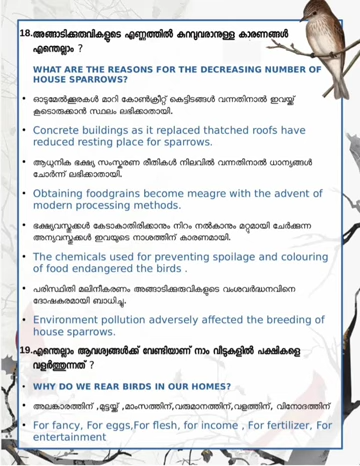 18.അങ്ങാടിക്കുരുവികളുടെ എണ്ണത്തിൽ കുറവുവരാനുള്ള കാരണങ്ങൾ
എന്തെല്ലാം ?
WHAT ARE THE REASONS FOR THE DECREASING NUMBER OF
HOUSE SPARROWS?
• ഓടുമേൽക്കൂരകൾ മാറി കോൺക്രീറ്റ് കെട്ടിടങ്ങൾ വന്നതിനാൽ ഇവയ്ക്ക്
കൂടൊരുക്കാൻ സ്ഥലം ലഭിക്കാതായി.
• Concrete buildings as it replaced thatched roofs have
reduced resting place for sparrows.
• ആധുനിക ഭക്ഷ്യ സംസ്കരണ രീതികൾ നിലവിൽ വന്നതിനാൽ ധാന്യങ്ങൾ
ചോർന്ന് ലഭിക്കാതായി.
• Obtaining foodgrains become meagre with the advent of
modern processing methods.
• ഭക്ഷ്യവസ്തുക്കൾ കേടാകാതിരിക്കാനും നിറം നൽകാനും മറ്റുമായി ചേർക്കുന്ന
അന്യവസ്തുക്കൾ ഇവയുടെ നാശത്തിന് കാരണമായി.
• The chemicals used for preventing spoilage and colouring
of food endangered the birds .
• പരിസ്ഥിതി മലിനീകരണം അങ്ങാടിക്കുരുവികളുടെ വംശവർദ്ധനവിനെ
ദോഷകരമായി ബാധിച്ചു.
• Environment pollution adversely affected the breeding of
house sparrows.
19.എന്തെല്ലാം ആവശ്യങ്ങൾക്ക് വേണ്ടിയാണ് നാം വീടുകളിൽ പക്ഷികളെ
വളർത്തുന്നത് ?
• WHY DO WE REAR BIRDS IN OUR HOMES?
• അലങ്കാരത്തിന് ,മുട്ടയ്ക്ക് ,മാംസത്തിന്,വരുമാനത്തിന്,വളത്തിന്, വിനോദത്തിന്
• For fancy, For eggs,For flesh, for income , For fertilizer, For
entertainment